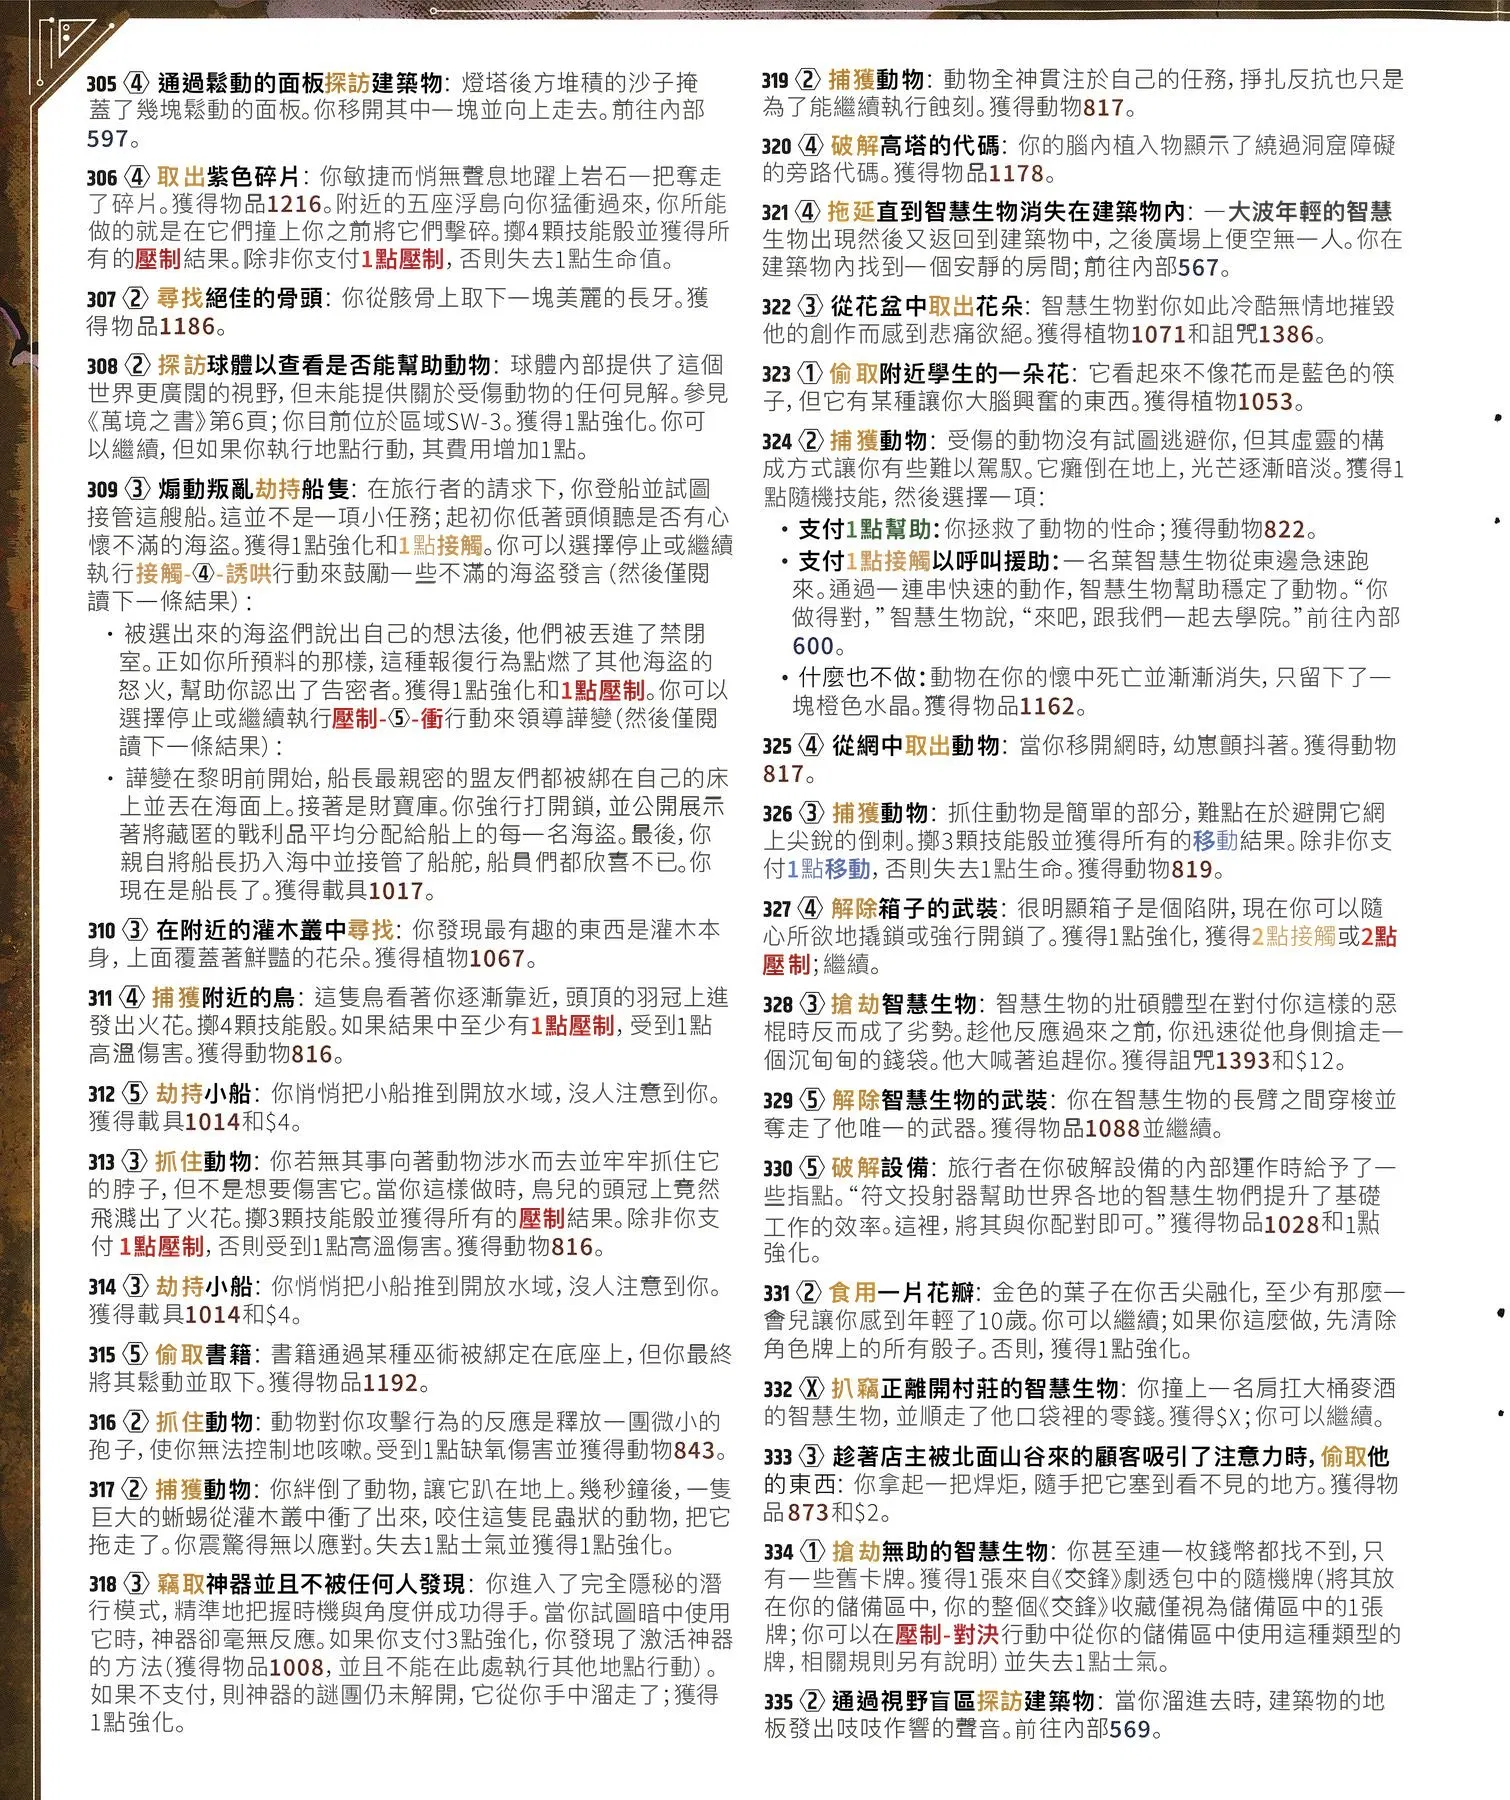 305 ④ 通過鬆動的面板探訪建築物：燈塔後方堆積的沙子掩
蓋了幾塊鬆動的面板。你移開其中一塊並向上走去。前往內部
597。
306 ④ 取出紫色碎片：你敏捷而悄無聲息地躍上岩石一把奪走
了碎片。獲得物品1216。附近的五座浮島向你猛衝過來，你所能
做的就是在它們撞上你之前將它們擊碎。擲4顆技能骰並獲得所
有的壓制結果。除非你支付1點壓制，否則失去1點生命值。
307 ② 尋找絕佳的骨頭：你從骸骨上取下一塊美麗的長牙。獲
得物品1186。
308 ② 探訪球體以查看是否能幫助動物：球體內部提供了這個
世界更廣闊的視野，但未能提供關於受傷動物的任何見解。參見
《萬境之書》第6頁；你目前位於區域SW-3。獲得1點強化。你可
以繼續，但如果你執行地點行動，其費用增加1點。
309 ③ 煽動叛亂劫持船隻：在旅行者的請求下，你登船並試圖
接管這艘船。這並不是一項小任務；起初你低著頭傾聽是否有心
懷不滿的海盜。獲得1點強化和1點接觸。你可以選擇停止或繼續
執行接觸-④-誘哄行動來鼓勵一些不滿的海盜發言（然後僅閱
讀下一條結果）：
・被選出來的海盜們說出自己的想法後，他們被丟進了禁閉
室。正如你所預料的那樣，這種報復行為點燃了其他海盜的
怒火，幫助你認出了告密者。獲得1點強化和1點壓制。你可以
選擇停止或繼續執行壓制-⑤-衝行動來領導譁變（然後僅閱
讀下一條結果）：
・譁變在黎明前開始，船長最親密的盟友們都被綁在自己的床
上並丟在海面上。接著是財寶庫。你強行打開鎖，並公開展示
著將藏匿的戰利品平均分配給船上的每一名海盜。最後，你
親自將船長扔入海中並接管了船舵，船員們都欣喜不已。你
現在是船長了。獲得載具1017。
310 ③ 在附近的灌木叢中尋找：你發現最有趣的東西是灌木本
身，上面覆蓋著鮮豔的花朵。獲得植物1067。
311 ④ 捕獲附近的鳥：這隻鳥看著你逐漸靠近，頭頂的羽冠上迸
發出火花。擲4顆技能骰。如果結果中至少有1點壓制，受到1點
高溫傷害。獲得動物816。
312 ⑤ 劫持小船：你悄悄把小船推到開放水域，沒人注意到你。
獲得載具1014和$4。
313 ③ 抓住動物：你若無其事向著動物涉水而去並牢牢抓住它
的脖子，但不是想要傷害它。當你這樣做時，鳥兒的頭冠上竟然
飛濺出了火花。擲3顆技能骰並獲得所有的壓制結果。除非你支
付 1點壓制，否則受到1點高溫傷害。獲得動物816。
314 ③ 劫持小船：你悄悄把小船推到開放水域，沒人注意到你。
獲得載具1014和$4。
315 ⑤ 偷取書籍：書籍通過某種巫術被綁定在底座上，但你最終
將其鬆動並取下。獲得物品1192。
316 ② 抓住動物：動物對你攻擊行為的反應是釋放一團微小的
孢子，使你無法控制地咳嗽。受到1點缺氧傷害並獲得動物843。
317 ② 捕獲動物：你絆倒了動物，讓它趴在地上。幾秒鐘後，一隻
巨大的蜥蜴從灌木叢中衝了出來，咬住這隻昆蟲狀的動物，把它
拖走了。你震驚得無以應對。失去1點士氣並獲得1點強化。
318 ③ 竊取神器並且不被任何人發現：你進入了完全隱秘的潛
行模式，精準地把握時機與角度併成功得手。當你試圖暗中使用
它時，神器卻毫無反應。如果你支付3點強化，你發現了激活神器
的方法（獲得物品1008，並且不能在此處執行其他地點行動）。
如果不支付，則神器的謎團仍未解開，它從你手中溜走了；獲得
1點強化。
319 ② 捕獲動物：動物全神貫注於自己的任務，掙扎反抗也只是
為了能繼續執行蝕刻。獲得動物817。
320 ④ 破解高塔的代碼：你的腦內植入物顯示了繞過洞窟障礙
的旁路代碼。獲得物品1178。
321 ④ 拖延直到智慧生物消失在建築物內：一大波年輕的智慧
生物出現然後又返回到建築物中，之後廣場上便空無一人。你在
建築物內找到一個安靜的房間；前往內部567。
322 ③ 從花盆中取出花朵：智慧生物對你如此冷酷無情地摧毀
他的創作而感到悲痛欲絕。獲得植物1071和詛咒1386。
323 ① 偷取附近學生的一朵花：它看起來不像花而是藍色的筷
子，但它有某種讓你大腦興奮的東西。獲得植物1053。
324 ② 捕獲動物：受傷的動物沒有試圖逃避你，但其虛靈的構
成方式讓你有些難以駕馭。它癱倒在地上，光芒逐漸暗淡。獲得1
點隨機技能，然後選擇一項：
・支付1點幫助：你拯救了動物的性命；獲得動物822。
・支付1點接觸以呼叫援助：一名葉智慧生物從東邊急速跑
來。通過一連串快速的動作，智慧生物幫助穩定了動物。“你
做得對，”智慧生物說，“來吧，跟我們一起去學院。”前往內部
600。
・什麼也不做：動物在你的懷中死亡並漸漸消失，只留下了一
塊橙色水晶。獲得物品1162。
325 ④ 從網中取出動物：當你移開網時，幼崽顫抖著。獲得動物
817。
326 ③ 捕獲動物：抓住動物是簡單的部分，難點在於避開它網
上尖銳的倒刺。擲3顆技能骰並獲得所有的移動結果。除非你支
付1點移動，否則失去1點生命。獲得動物819。
327 ④ 解除箱子的武裝：很明顯箱子是個陷阱，現在你可以隨
心所欲地撬鎖或強行開鎖了。獲得1點強化，獲得2點接觸或2點
壓制；繼續。
328 ③ 搶劫智慧生物：智慧生物的壯碩體型在對付你這樣的惡
棍時反而成了劣勢。趁他反應過來之前，你迅速從他身側搶走一
個沉甸甸的錢袋。他大喊著追趕你。獲得詛咒1393和$12。
329 ⑤ 解除智慧生物的武裝：你在智慧生物的長臂之間穿梭並
奪走了他唯一的武器。獲得物品1088並繼續。
330 ⑤ 破解設備：旅行者在你破解設備的內部運作時給予了一
些指點。“符文投射器幫助世界各地的智慧生物們提升了基礎
工作的效率。這裡，將其與你配對即可。”獲得物品1028和1點
強化。
331 ② 食用一片花瓣：金色的葉子在你舌尖融化，至少有那麼一
會兒讓你感到年輕了10歲。你可以繼續；如果你這麼做，先清除
角色牌上的所有骰子。否則，獲得1點強化。
332 Ⓧ 扒竊正離開村莊的智慧生物：你撞上一名肩扛大桶麥酒
的智慧生物，並順走了他口袋裡的零錢。獲得$X；你可以繼續。
333 ③ 趁著店主被北面山谷來的顧客吸引了注意力時，偷取他
的東西：你拿起一把焊炬，隨手把它塞到看不見的地方。獲得物
品873和$2。
334 ① 搶劫無助的智慧生物：你甚至連一枚錢幣都找不到，只
有一些舊卡牌。獲得1張來自《交鋒》劇透包中的隨機牌（將其放
在你的儲備區中，你的整個《交鋒》收藏僅視為儲備區中的1張
牌；你可以在壓制-對決行動中從你的儲備區中使用這種類型的
牌，相關規則另有說明）並失去1點士氣。
335 ② 通過視野盲區探訪建築物：當你溜進去時，建築物的地
板發出吱吱作響的聲音。前往內部569。